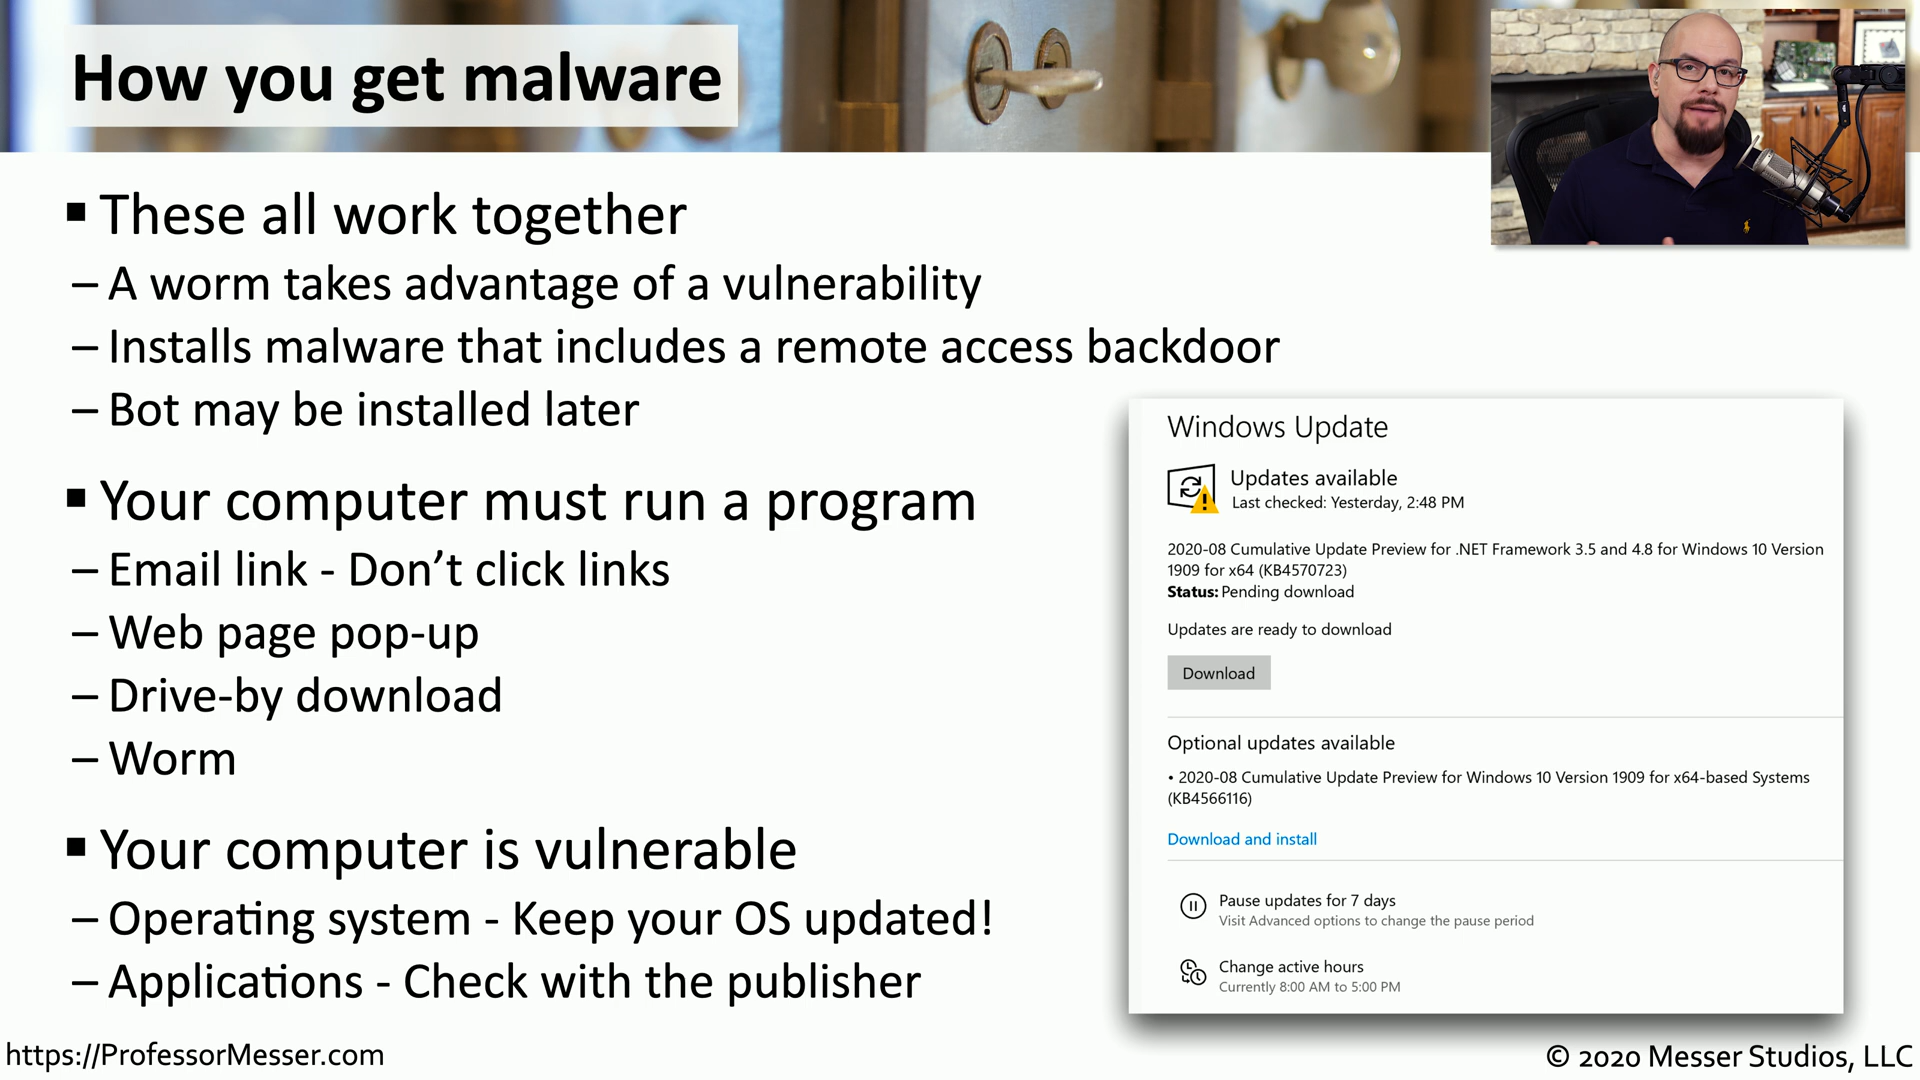 How you get malware
▪ These all work together
– A worm takes advantage of a vulnerability
– Installs malware that includes a remote access backdoor
– Bot may be installed later
▪ Your computer must run a program
– Email link - Don’t click links
– Web page pop-up
– Drive-by download
– Worm
▪ Your computer is vulnerable
– Operating system - Keep your OS updated!
– Applications - Check with the publisher
Windows Update
Updates available
Last checked: Yesterday, 2:48 PM
2020-08 Cumulative Update Preview for .NET Framework 3.5 and 4.8 for Windows 10 Version
1909 for x64 (KB4570723)
Status: Pending download
Updates are ready to download
Download
Optional updates available
• 2020-08 Cumulative Update Preview for Windows 10 Version 1909 for x64-based Systems
(KB4566116)
Download and install
Pause updates for 7 days
Visit Advanced options to change the pause period
Change active hours
Currently 8:00 AM to 5:00 PM
https://ProfessorMesser.com
© 2020 Messer Studios, LLC